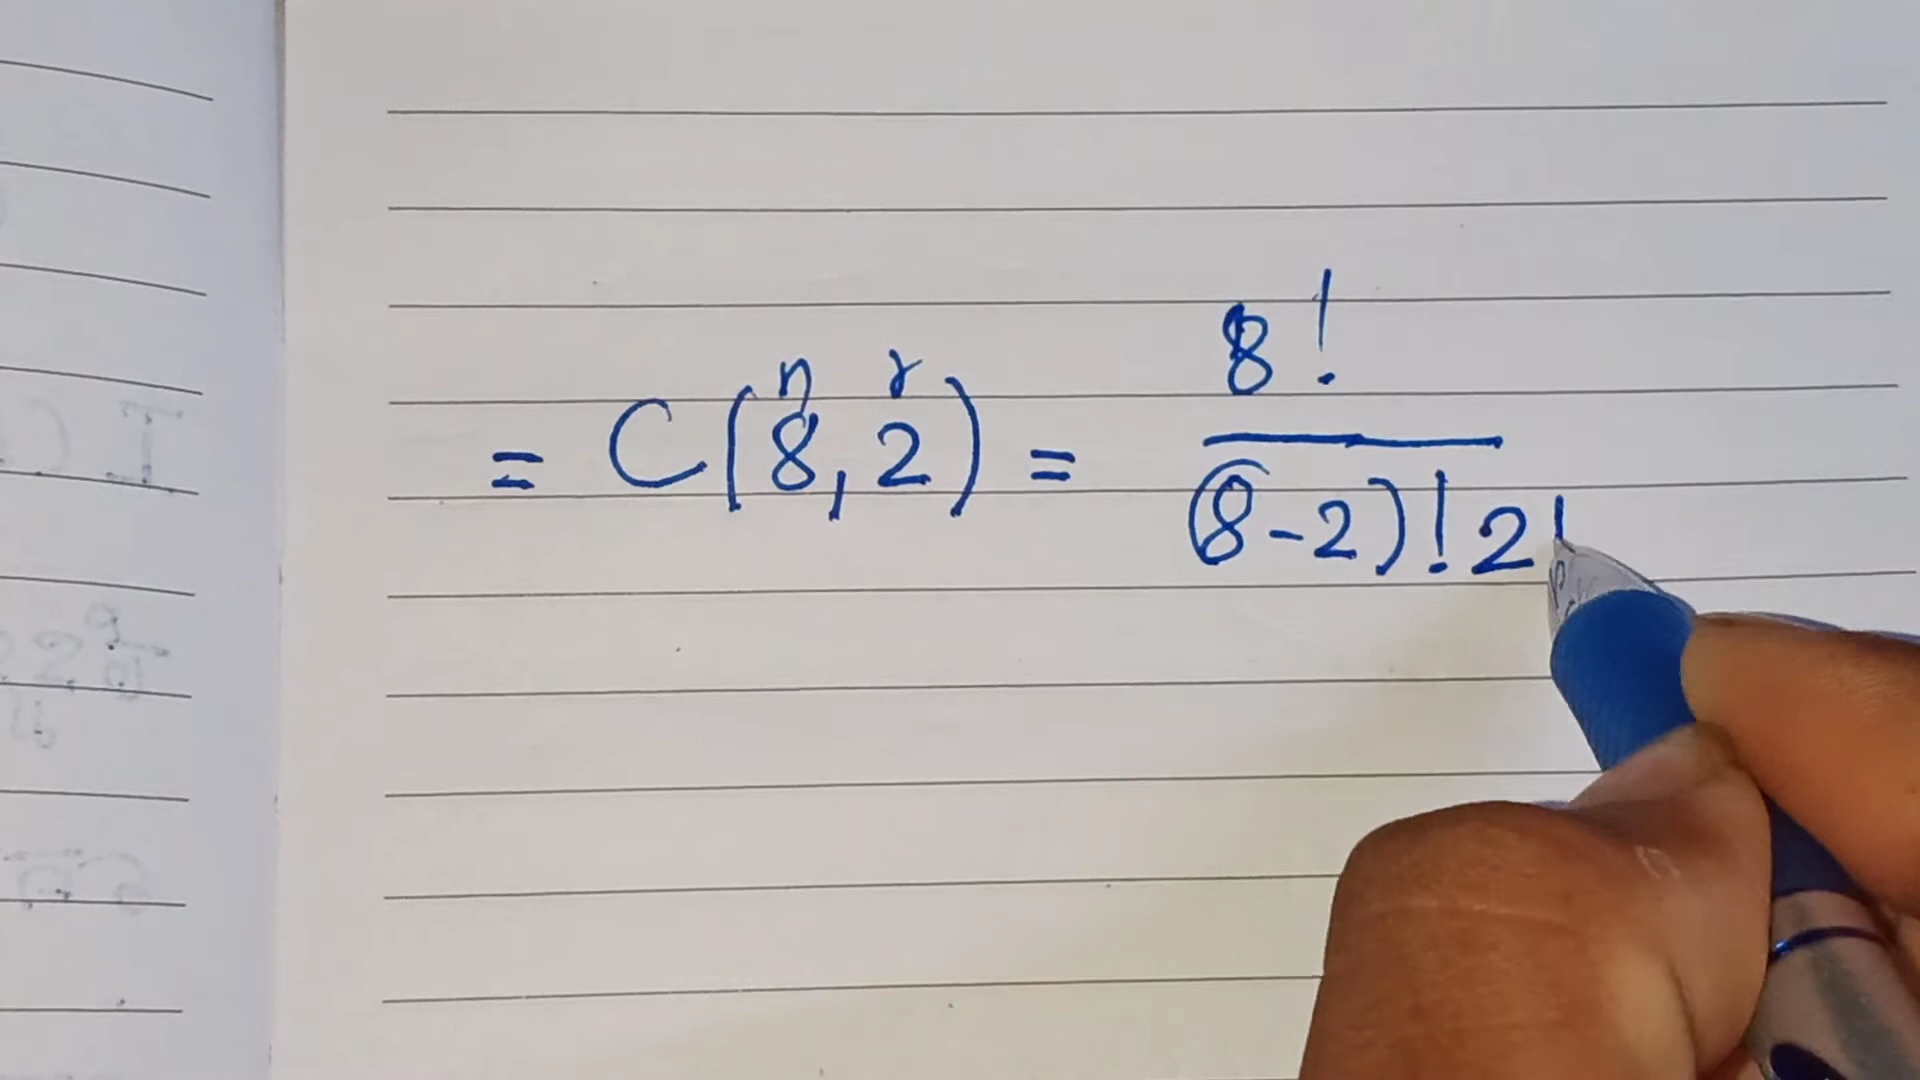 n r
= C(8,2) = 8!
(8-2)! 2!